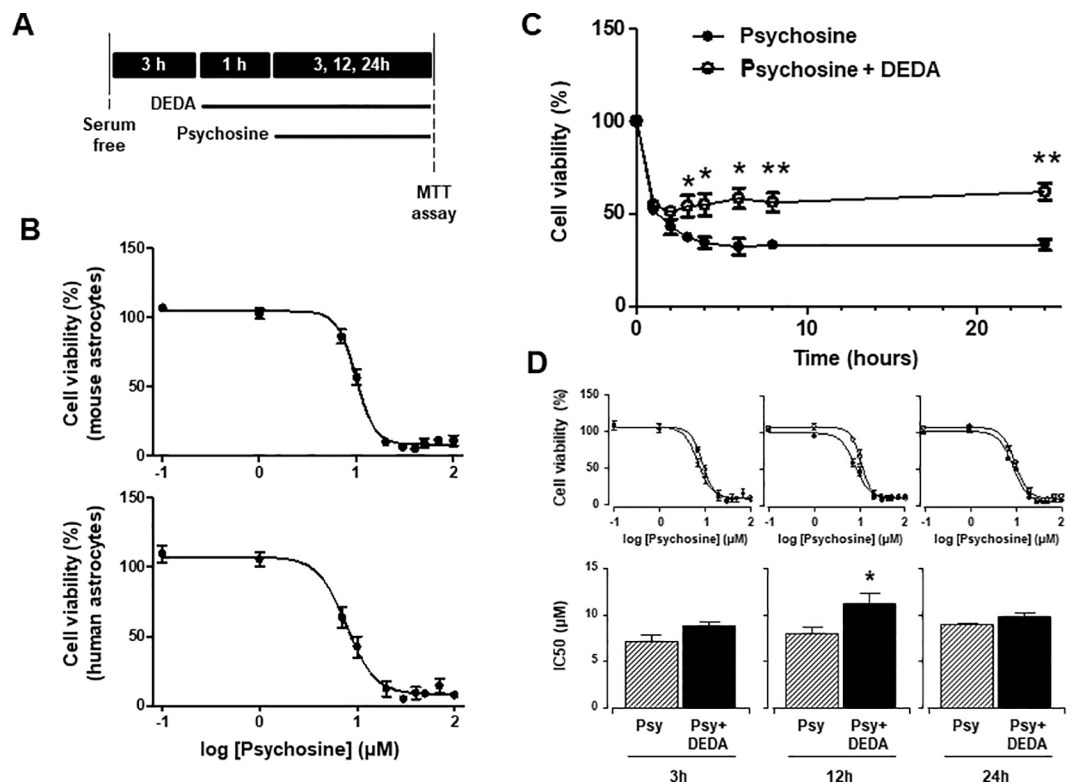 A
3 h 1 h 3, 12, 24h
DEDA
Psychosine
Serum
free
MTT
assay
B
Cell viability (%)
(mouse astrocytes)
150
100
50
0
-1 0 1 2
Cell viability (%)
(human astrocytes)
150
100
50
0
-1 0 1 2
log [Psychosine] (µM)
C
Psychosine
Psychosine + DEDA
Cell viability (%)
150
100
50
0
* * * ** **
0 10 20
Time (hours)
D
Cell viability (%)
150
100
50
0
-1 0 1 2 -1 0 1 2 -1 0 1 2
log [Psychosine] (µM) log [Psychosine] (µM) log [Psychosine] (µM)
IC50 (µM)
15
10
5
0
*
Psy Psy+ Psy Psy+ Psy Psy+
DEDA DEDA DEDA
3h 12h 24h